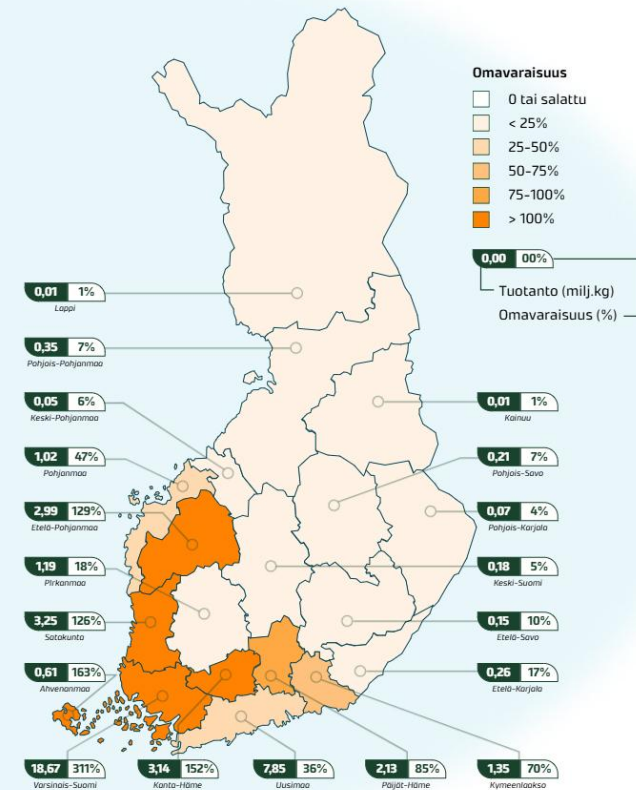 Omavaraisuus
0 tai salattu
< 25%
25-50%
50-75%
75-100%
> 100%
0,00 00%
Tuotanto (milj.kg)
Omavaraisuus (%)
0,01 1%
Lappi
0,35 7%
Pohjois-Pohjanmaa
0,05 6%
Keski-Pohjanmaa
1,02 47%
Pohjanmaa
2,99 129%
Etelä-Pohjanmaa
1,19 18%
Pirkanmaa
3,25 126%
Satakunta
0,61 163%
Ahvenanmaa
0,01 1%
Kainuu
0,21 7%
Pohjois-Savo
0,07 4%
Pohjois-Karjala
0,18 5%
Keski-Suomi
0,15 10%
Etelä-Savo
0,26 17%
Etelä-Karjala
18,67 311%
Varsinais-Suomi
3,14 152%
Kanta-Häme
7,85 36%
Uusimaa
2,13 85%
Päijät-Häme
1,35 70%
Kymeenlaakso